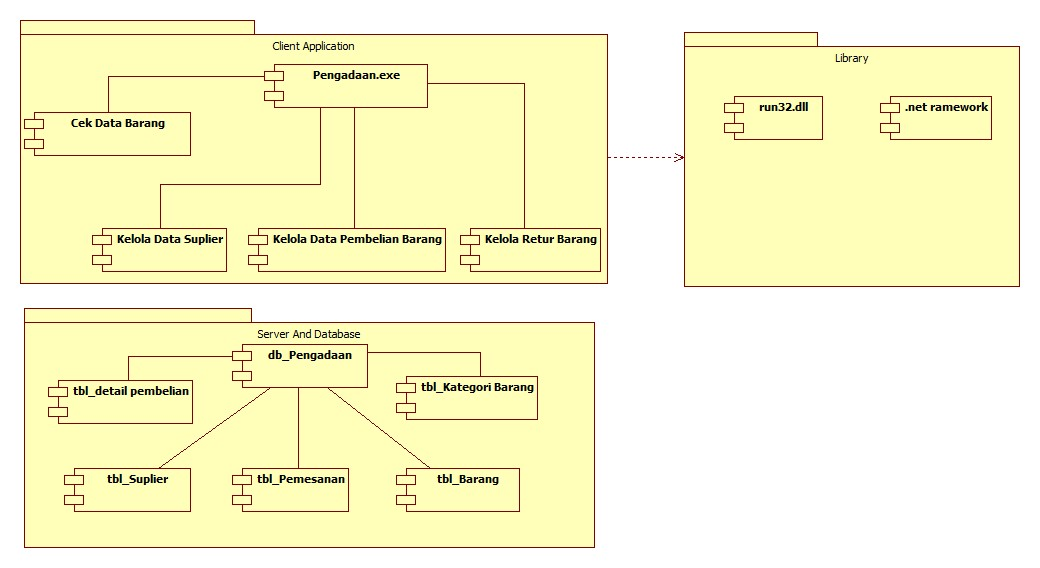 Client Application
Pengadaan.exe
Cek Data Barang
Kelola Data Suplier
Kelola Data Pembelian Barang
Kelola Retur Barang
Library
run32.dll
.net ramework
Server And Database
db_Pengadaan
tbl_detail pembelian
tbl_Kategori Barang
tbl_Suplier
tbl_Pemesanan
tbl_Barang